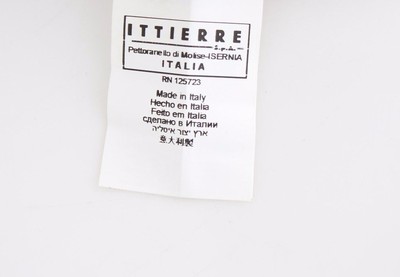 ITTIERRE
S.p.A.
Pettoranello di Molise-ISERNIA
ITALIA
RN 125723
Made in Italy
Hecho en Italia
Feito em Italia
сделано в Италии
ארץ יצור איטליה
意大利製